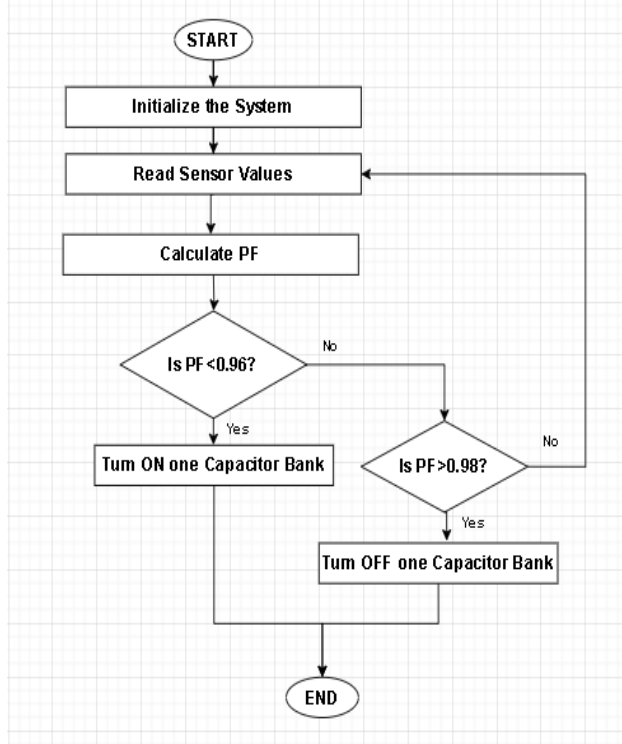 START
Initialize the System
Read Sensor Values
Calculate PF
Is PF<0.96?
No
Yes
Turn ON one Capacitor Bank
Is PF>0.98?
No
Yes
Turn OFF one Capacitor Bank
END